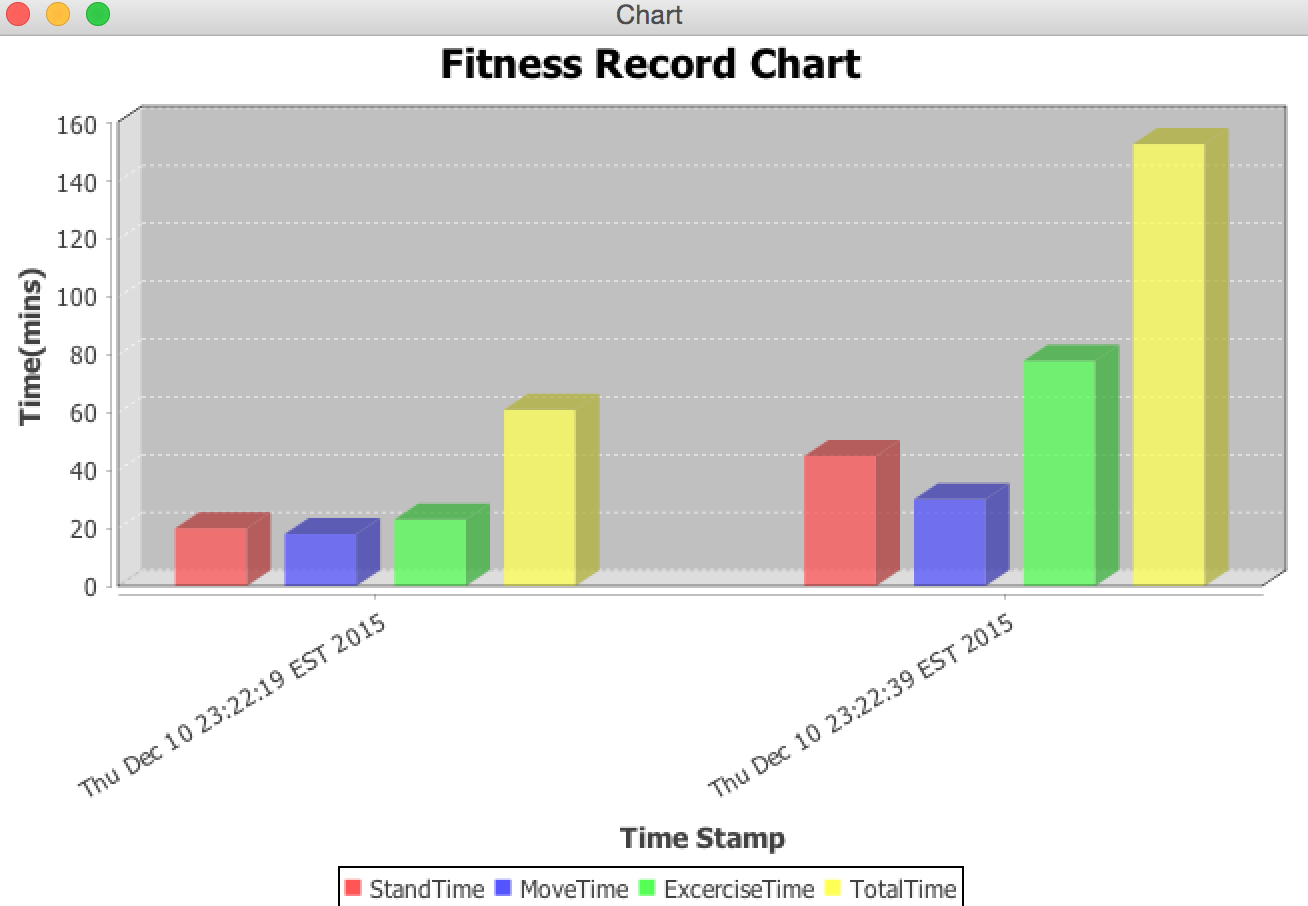 Chart
Fitness Record Chart
Time(mins)
160
140
120
100
80
60
40
20
0
Thu Dec 10 23:22:19 EST 2015
Thu Dec 10 23:22:39 EST 2015
Time Stamp
StandTime MoveTime ExcerciseTime TotalTime